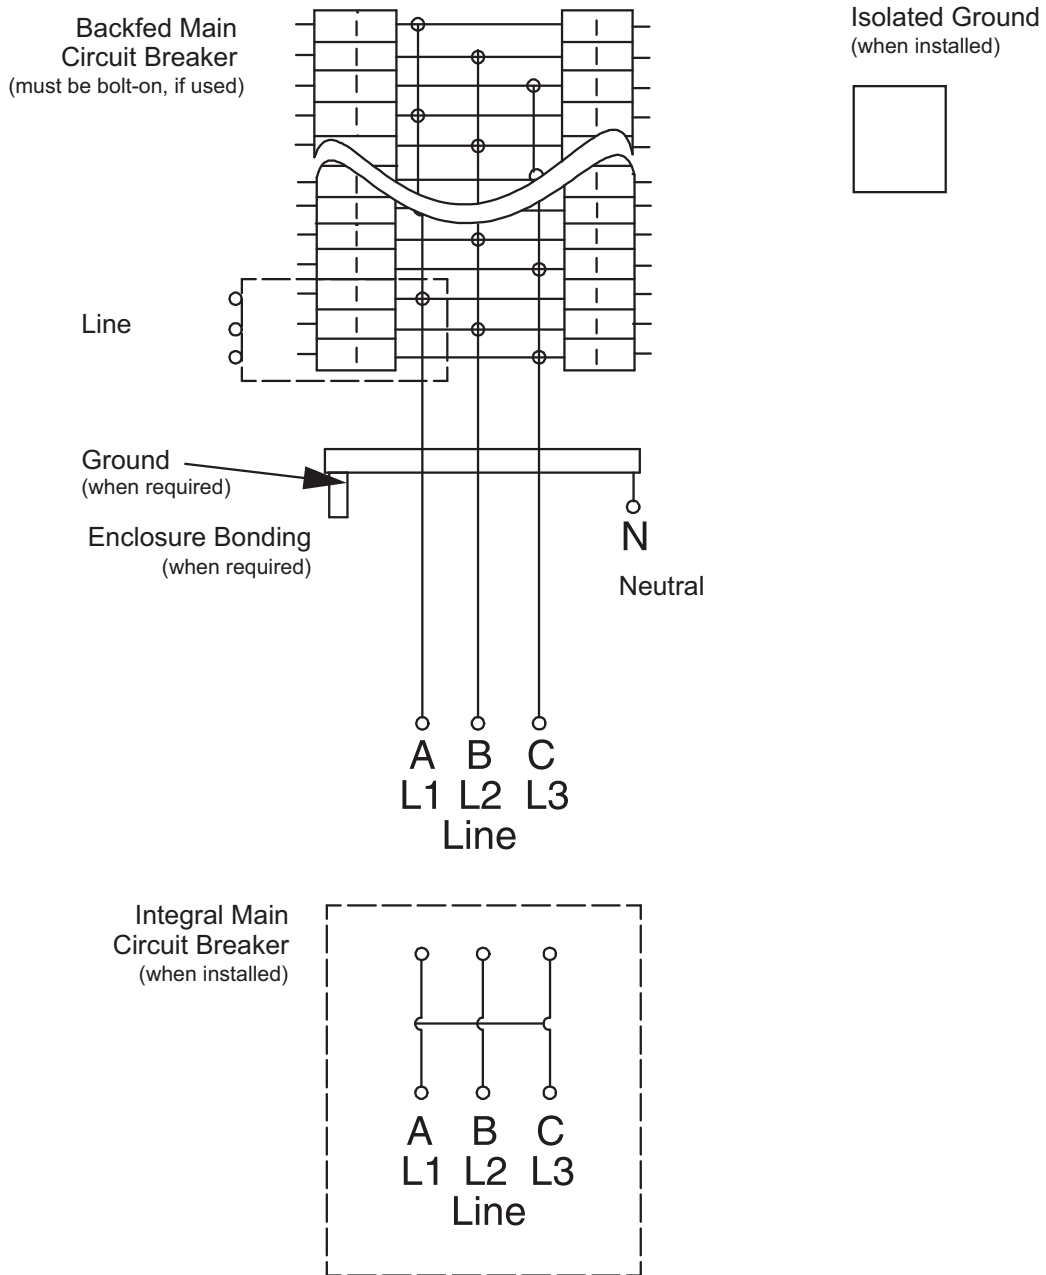 Backfed Main
Circuit Breaker
(must be bolt-on, if used)
Isolated Ground
(when installed)
Line
Ground
(when required)
Enclosure Bonding
(when required)
N
Neutral
A B C
L1 L2 L3
Line
Integral Main
Circuit Breaker
(when installed)
A B C
L1 L2 L3
Line